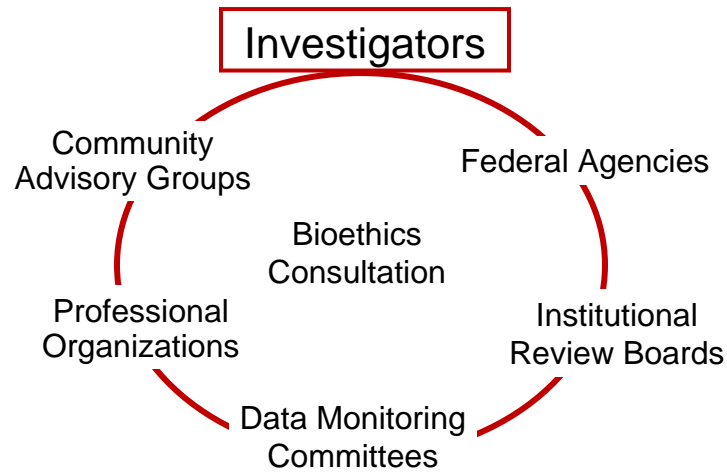 Investigators
Community
Advisory Groups
Federal Agencies
Bioethics
Consultation
Professional
Organizations
Institutional
Review Boards
Data Monitoring
Committees